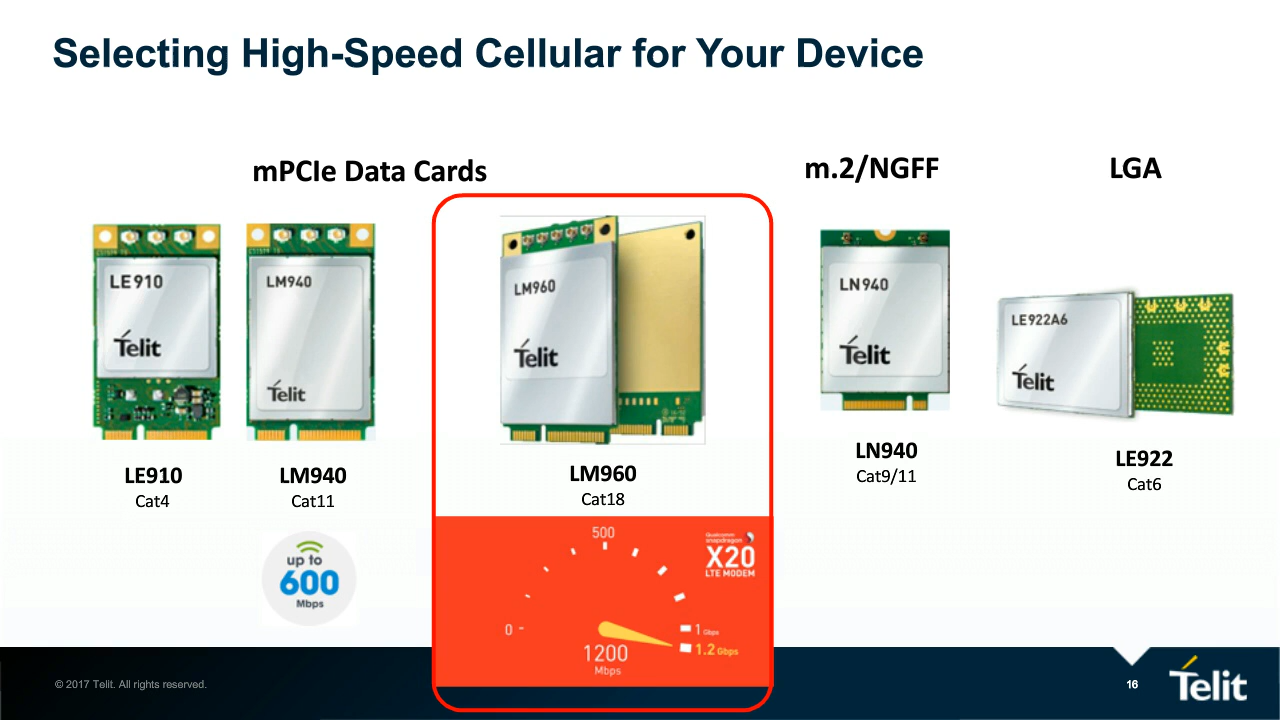 Selecting High-Speed Cellular for Your Device
mPCIe Data Cards
m.2/NGFF
LGA
LE910
Telit
LM940
Telit
LM960
Telit
LN940
Telit
LE922A6
Telit
LE910
Cat4
LM940
Cat11
LM960
Cat18
LN940
Cat9/11
LE922
Cat6
up to
600
Mbps
500
0
1 Gbps
1.2 Gbps
1200
Mbps
Qualcomm
snapdragon
X20
LTE MODEM
© 2017 Telit. All rights reserved.
16
Telit